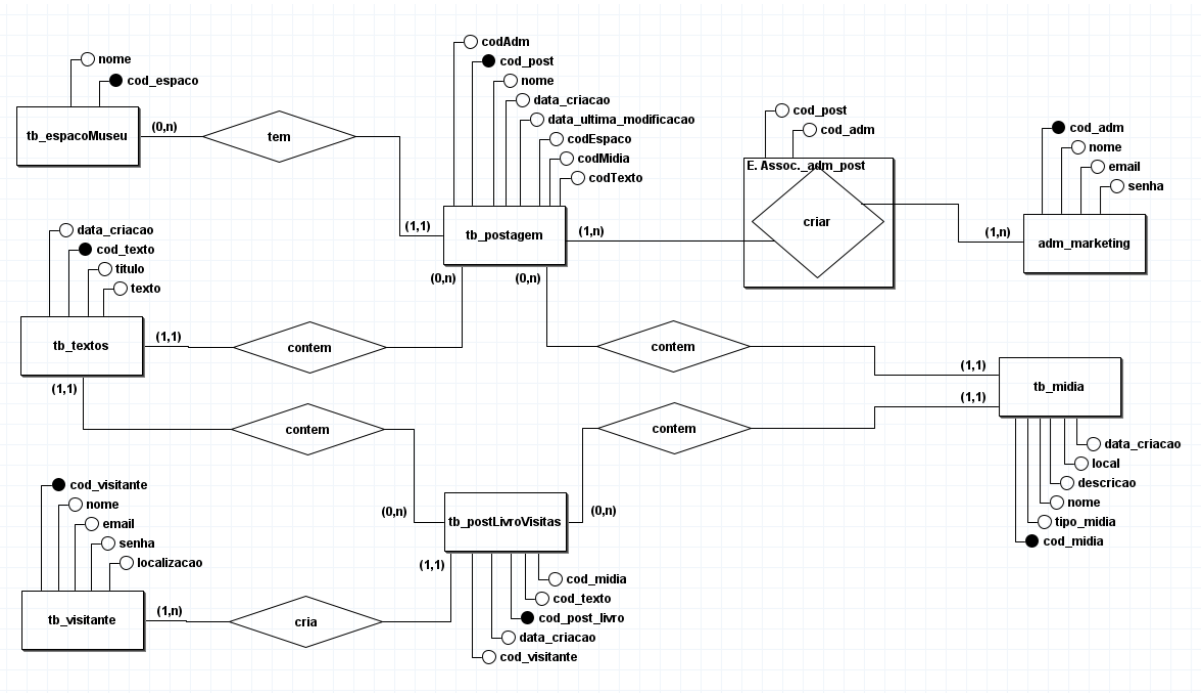 nome
cod_espaco
tb_espacoMuseu
(0,n)
tem
codAdm
cod_post
nome
data_criacao
data_ultima_modificacao
codEspaco
codMidia
codTexto
(1,1)
tb_postagem
(1,n)
(0,n)
(0,n)
cod_post
cod_adm
E. Assoc._adm_post
criar
cod_adm
nome
email
senha
(1,n)
adm_marketing
data_criacao
cod_texto
titulo
texto
tb_textos
(1,1)
contem
contem
(1,1)
tb_midia
(1,1)
(1,1)
contem
contem
data_criacao
local
descricao
nome
tipo_midia
cod_midia
cod_visitante
nome
email
senha
localizacao
tb_visitante
(1,n)
cria
(0,n)
tb_postLivroVisitas
(0,n)
(1,1)
cod_midia
cod_texto
cod_post_livro
data_criacao
cod_visitante